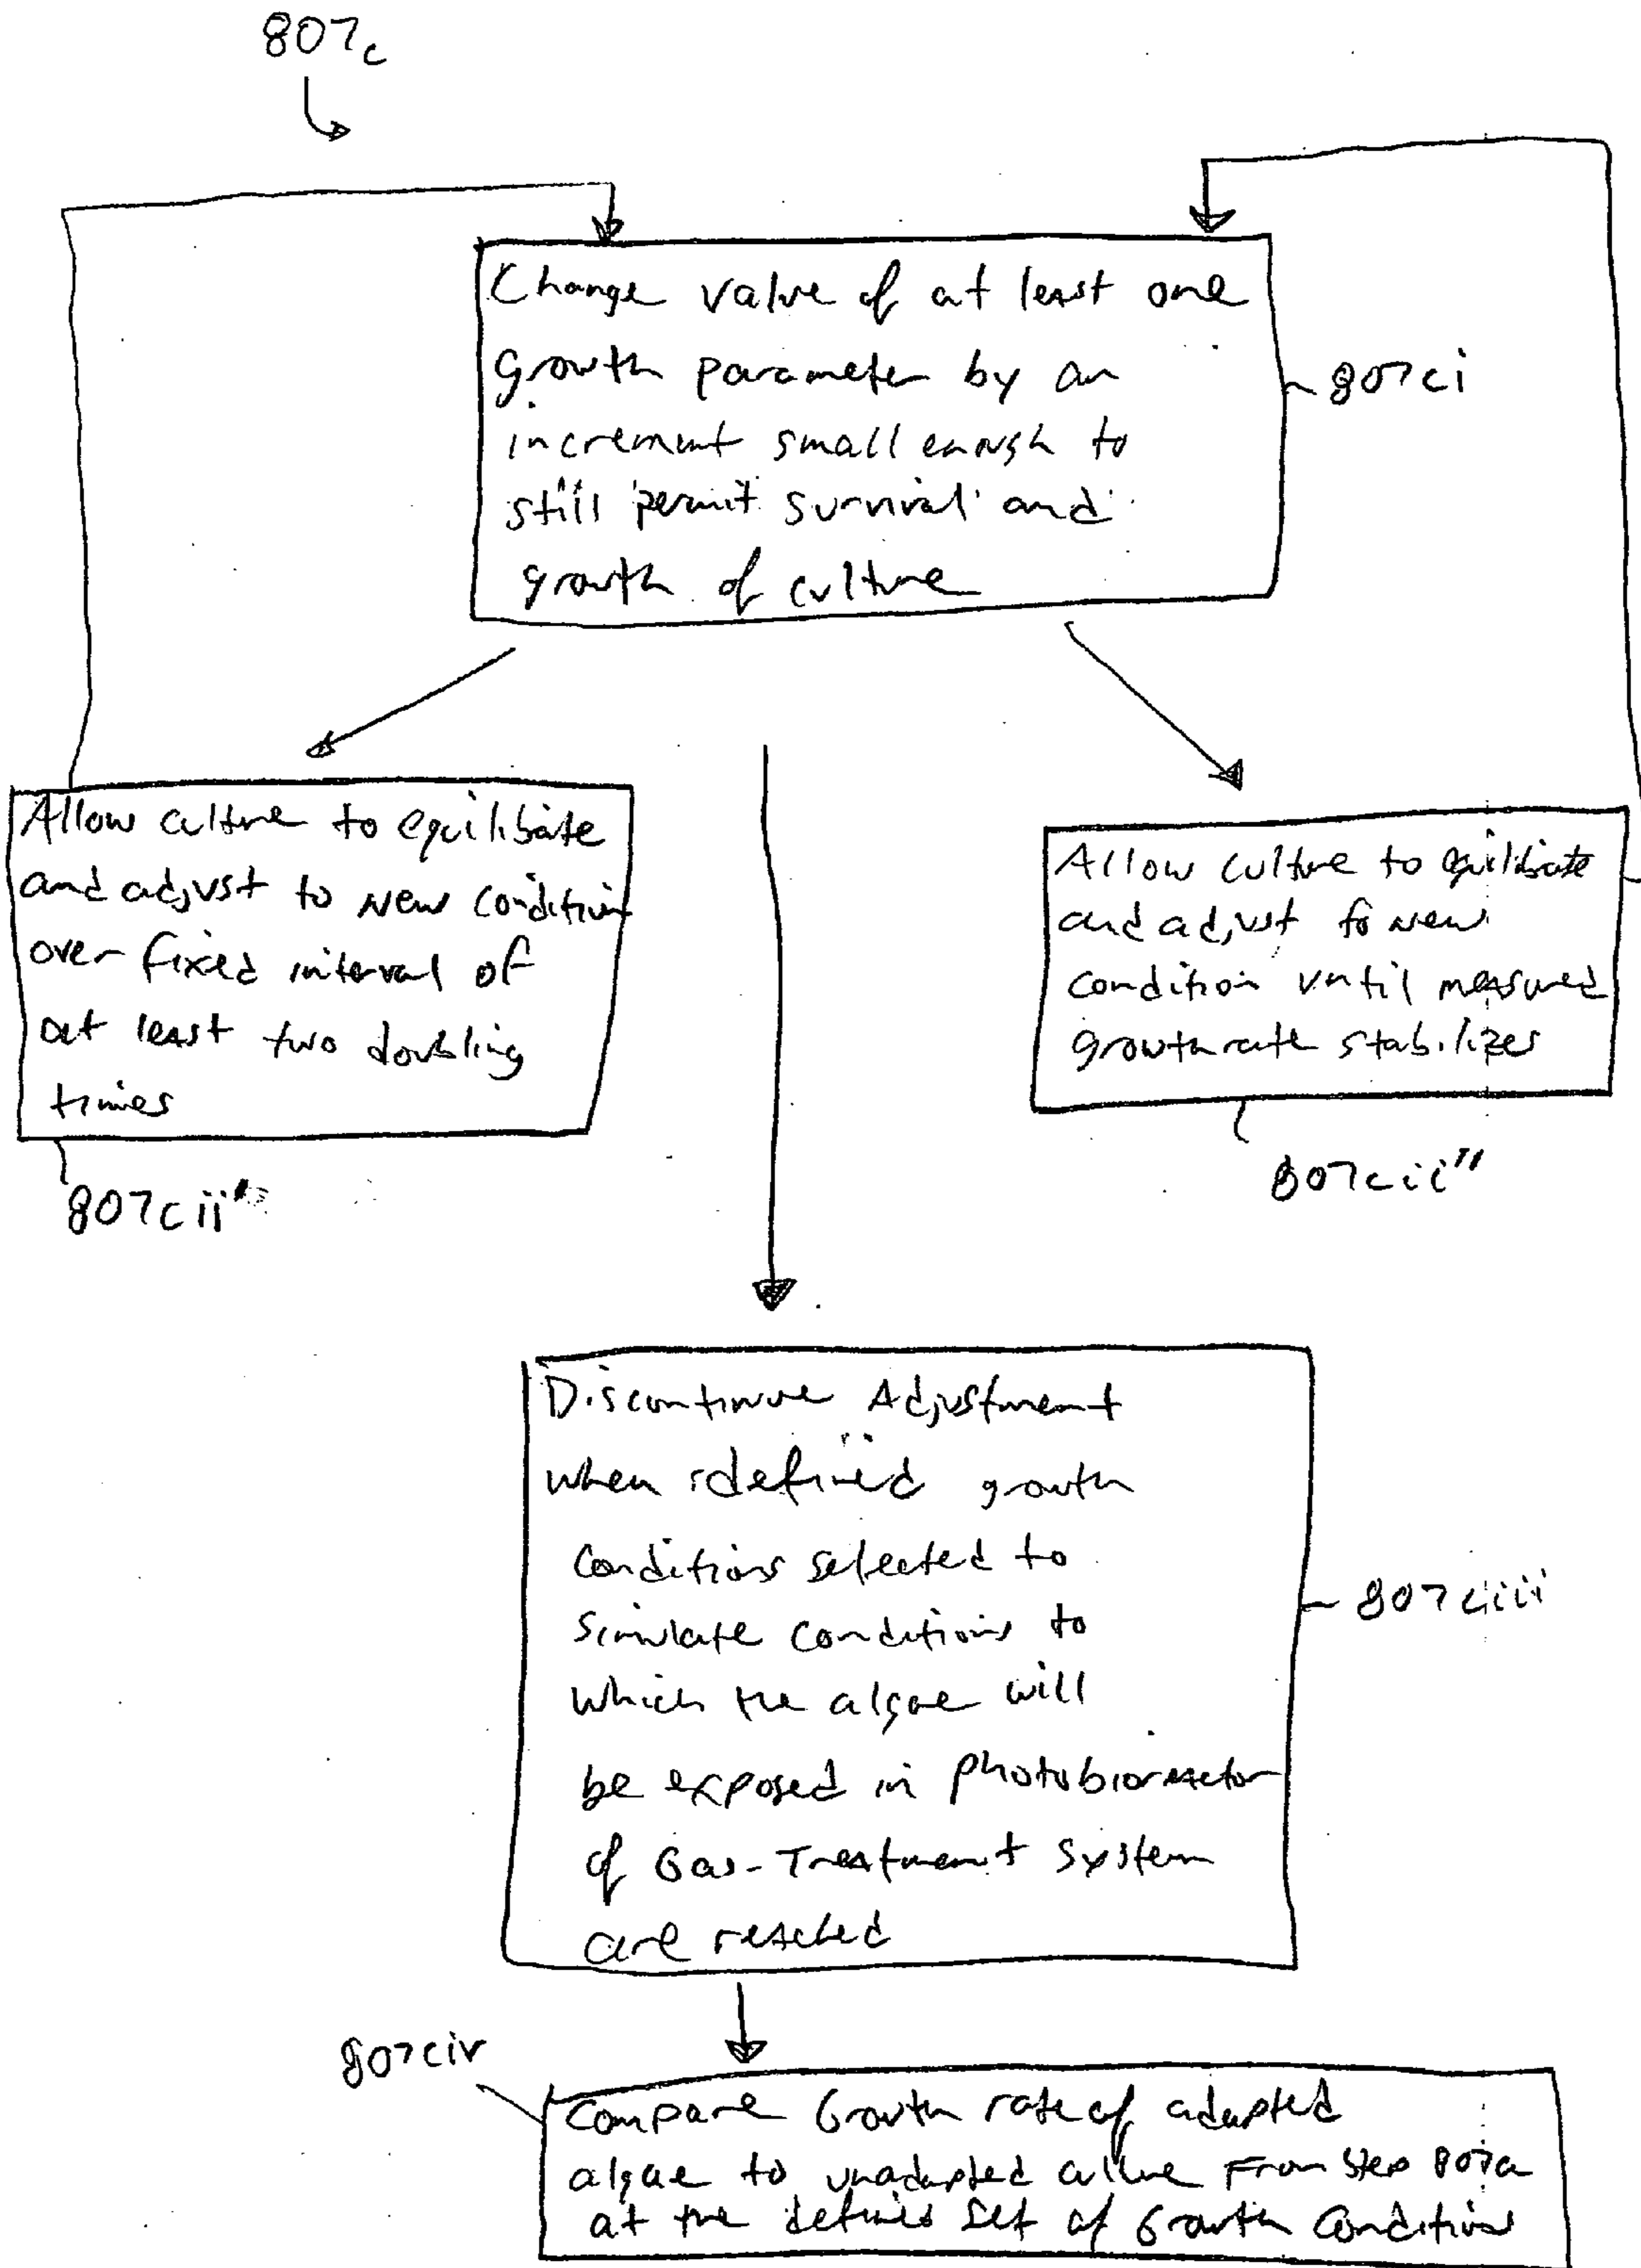 807c
Change value of at least one
growth parameter by an
increment small enough to
still permit survival and
growth of culture
807ci
Allow culture to equilibate
and adjust to new condition
over fixed interval of
at least two doubling
times
807cii'
Allow culture to equilibate
and adjust to new
condition until measured
growth rate stabilizes
807cii"
Discontinue Adjustment
when defined growth
conditions selected to
simulate conditions to
which the algae will
be exposed in photobioreactor
of Gas-Treatment System
are reached
807ciii
807civ
Compare Growth rate of adapted
algae to unadapted culture From Step 807a
at the defined set of Growth Conditions